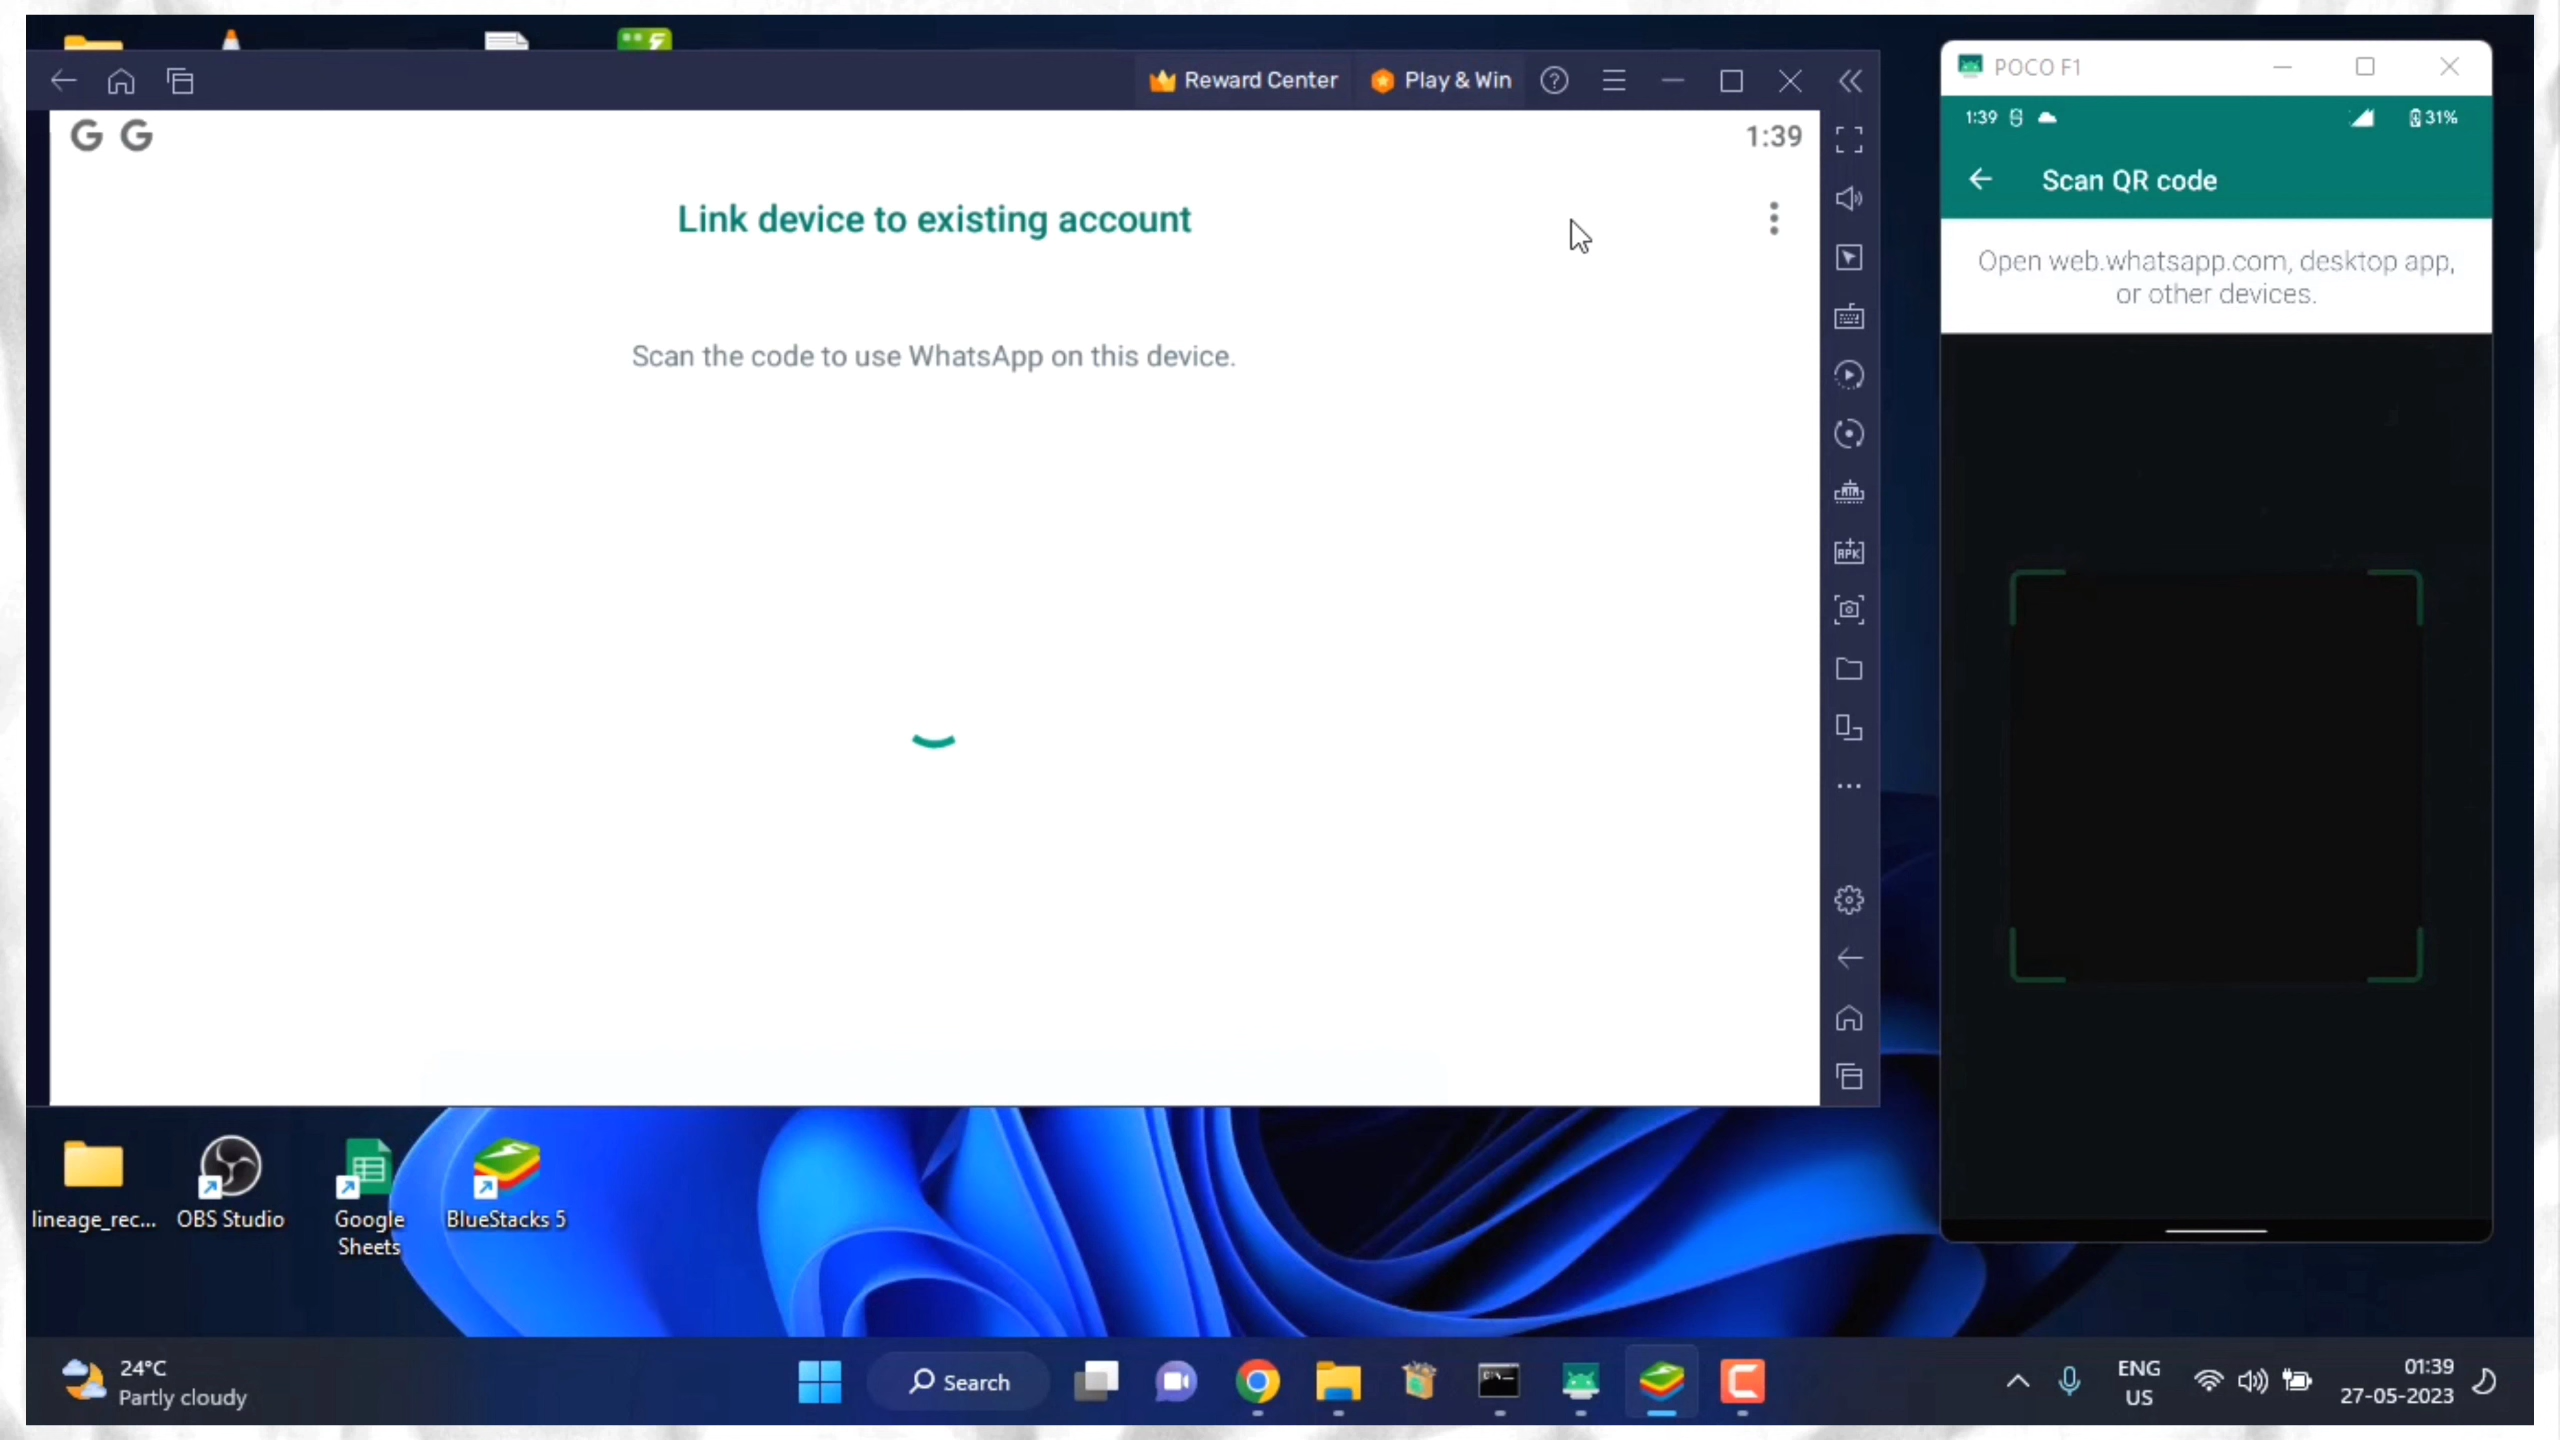 Reward Center
Play & Win
G G
1:39
Link device to existing account
Scan the code to use WhatsApp on this device.
APK
POCO F1
1:39
31%
Scan QR code
Open web.whatsapp.com, desktop app,
or other devices.
lineage_rec...
OBS Studio
Google
Sheets
BlueStacks 5
24°C
Partly cloudy
Search
ENG
US
01:39
27-05-2023